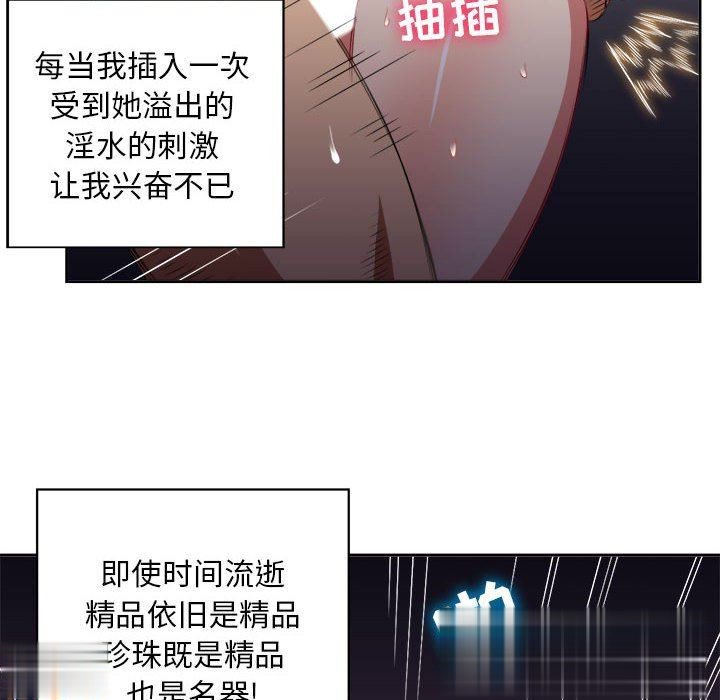 抽插
每当我插入一次
受到她溢出的
淫水的刺激
让我兴奋不已
即使时间流逝
精品依旧是精品
珍珠既是精品
也是名器!